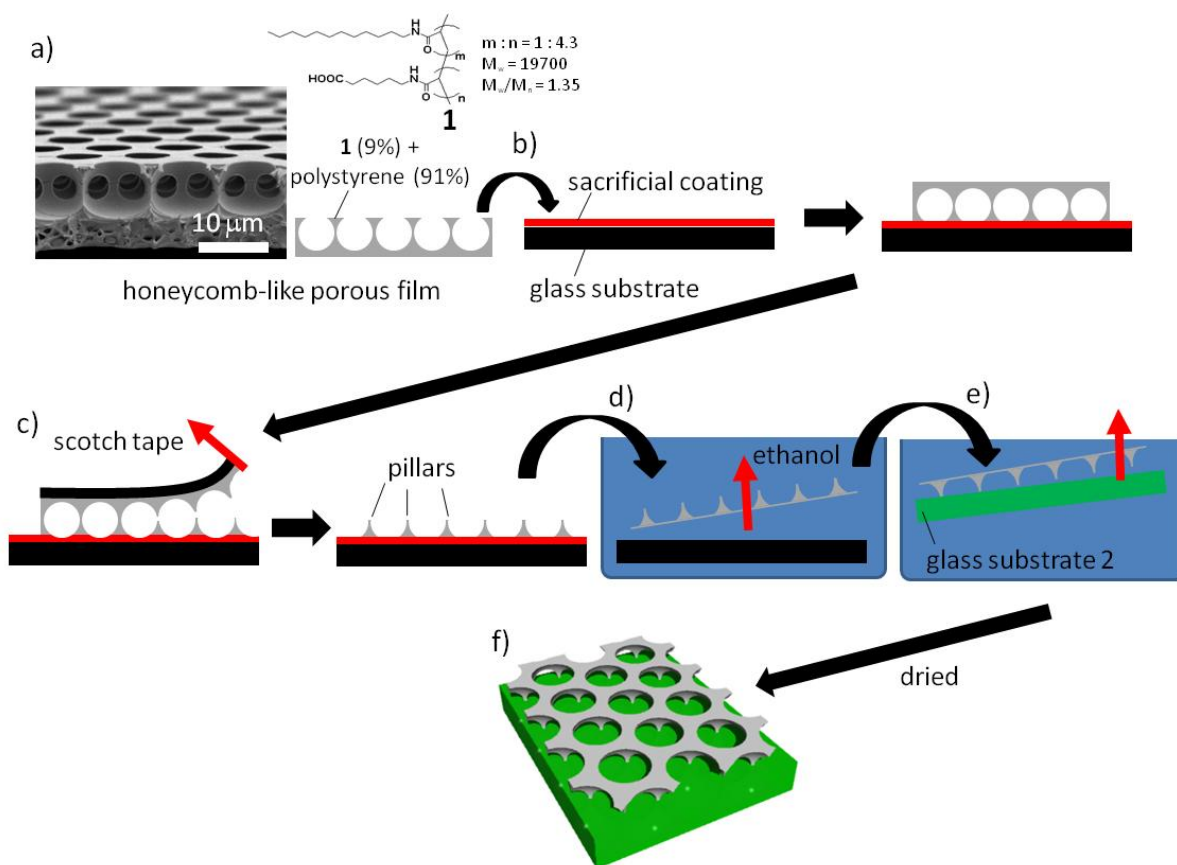 a)
H
N
O
m
HOOC
H
N
O
n
1
m : n = 1 : 4.3
Mw = 19700
Mw/Mn = 1.35
10 μm
1 (9%) +
polystyrene (91%)
honeycomb-like porous film
b)
sacrificial coating
glass substrate
c)
scotch tape
pillars
d)
ethanol
e)
glass substrate 2
f)
dried